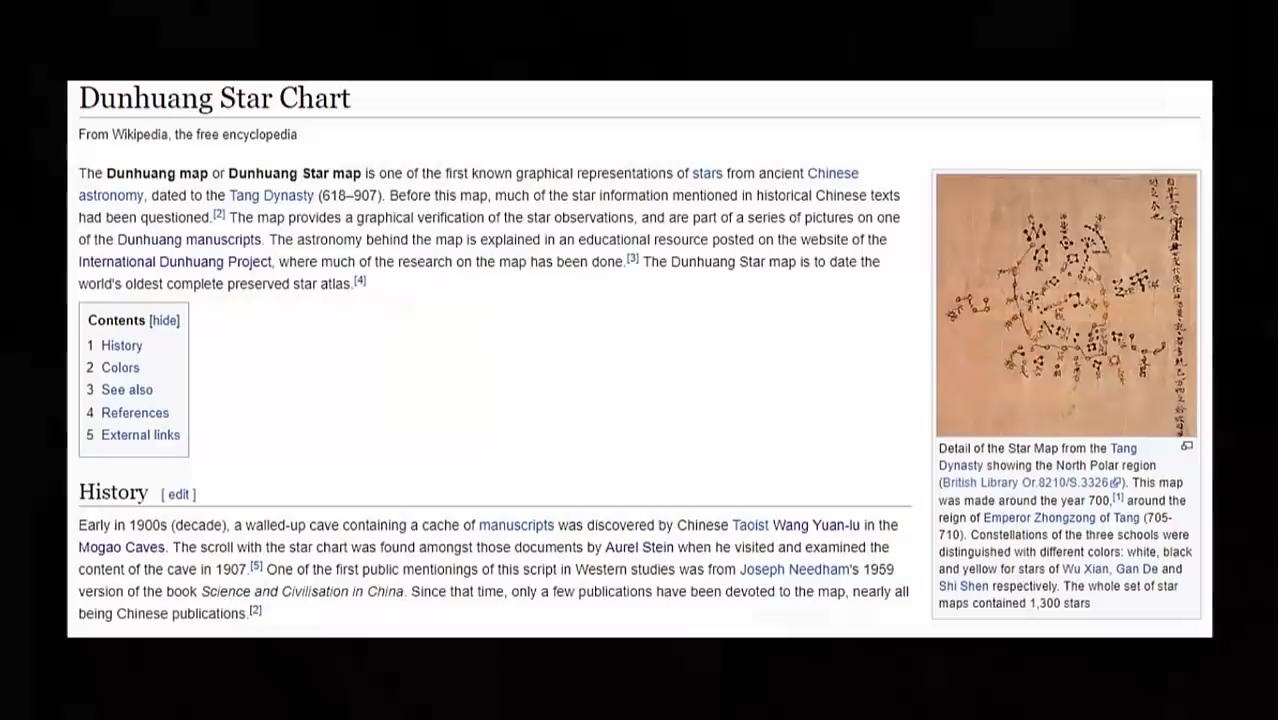 Dunhuang Star Chart
From Wikipedia, the free encyclopedia
The Dunhuang map or Dunhuang Star map is one of the first known graphical representations of stars from ancient Chinese
astronomy, dated to the Tang Dynasty (618–907). Before this map, much of the star information mentioned in historical Chinese texts
had been questioned.[2] The map provides a graphical verification of the star observations, and are part of a series of pictures on one
of the Dunhuang manuscripts. The astronomy behind the map is explained in an educational resource posted on the website of the
International Dunhuang Project, where much of the research on the map has been done.[3] The Dunhuang Star map is to date the
world's oldest complete preserved star atlas.[4]
Contents [hide]
1 History
2 Colors
3 See also
4 References
5 External links
History [ edit ]
Early in 1900s (decade), a walled-up cave containing a cache of manuscripts was discovered by Chinese Taoist Wang Yuan-lu in the
Mogao Caves. The scroll with the star chart was found amongst those documents by Aurel Stein when he visited and examined the
content of the cave in 1907.[5] One of the first public mentionings of this script in Western studies was from Joseph Needham's 1959
version of the book Science and Civilisation in China. Since that time, only a few publications have been devoted to the map, nearly all
being Chinese publications.[2]
Detail of the Star Map from the Tang
Dynasty showing the North Polar region
(British Library Or.8210/S.3326). This map
was made around the year 700,[1] around the
reign of Emperor Zhongzong of Tang (705-
710). Constellations of the three schools were
distinguished with different colors: white, black
and yellow for stars of Wu Xian, Gan De and
Shi Shen respectively. The whole set of star
maps contained 1,300 stars